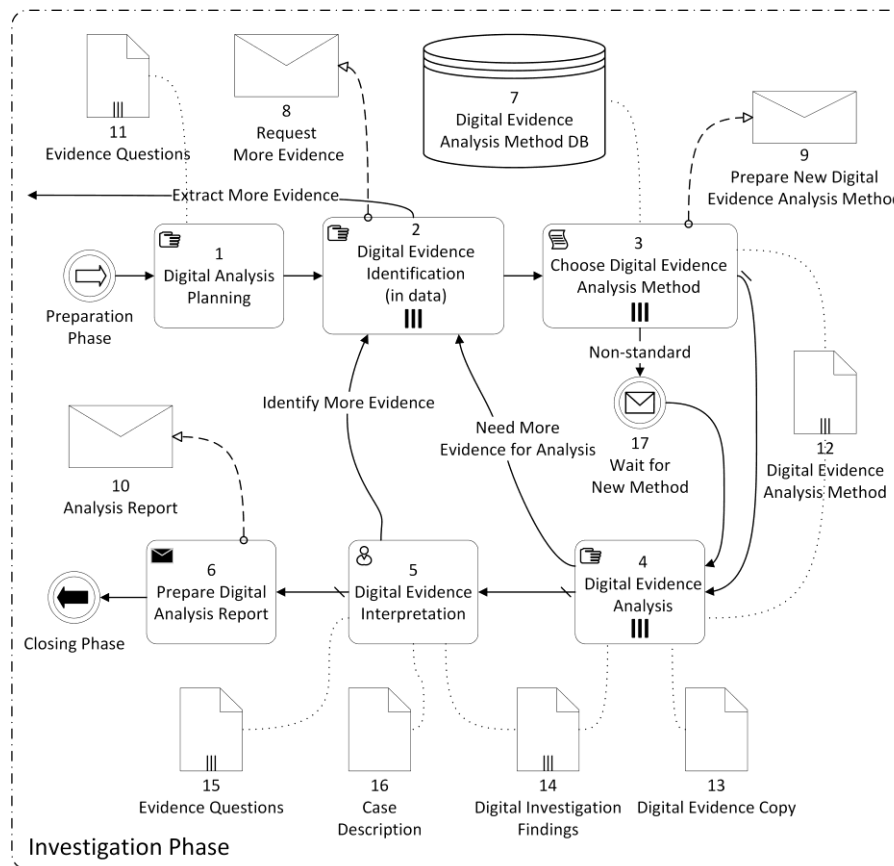 11
Evidence Questions
8
Request
More Evidence
7
Digital Evidence
Analysis Method DB
9
Prepare New Digital
Evidence Analysis Method
Extract More Evidence
Preparation
Phase
1
Digital Analysis
Planning
2
Digital Evidence
Identification
(in data)
3
Choose Digital Evidence
Analysis Method
Non-standard
Identify More Evidence
Need More
Evidence for Analysis
17
Wait for
New Method
12
Digital Evidence
Analysis Method
10
Analysis Report
Closing Phase
6
Prepare Digital
Analysis Report
5
Digital Evidence
Interpretation
4
Digital Evidence
Analysis
15
Evidence Questions
16
Case
Description
14
Digital Investigation
Findings
13
Digital Evidence Copy
Investigation Phase